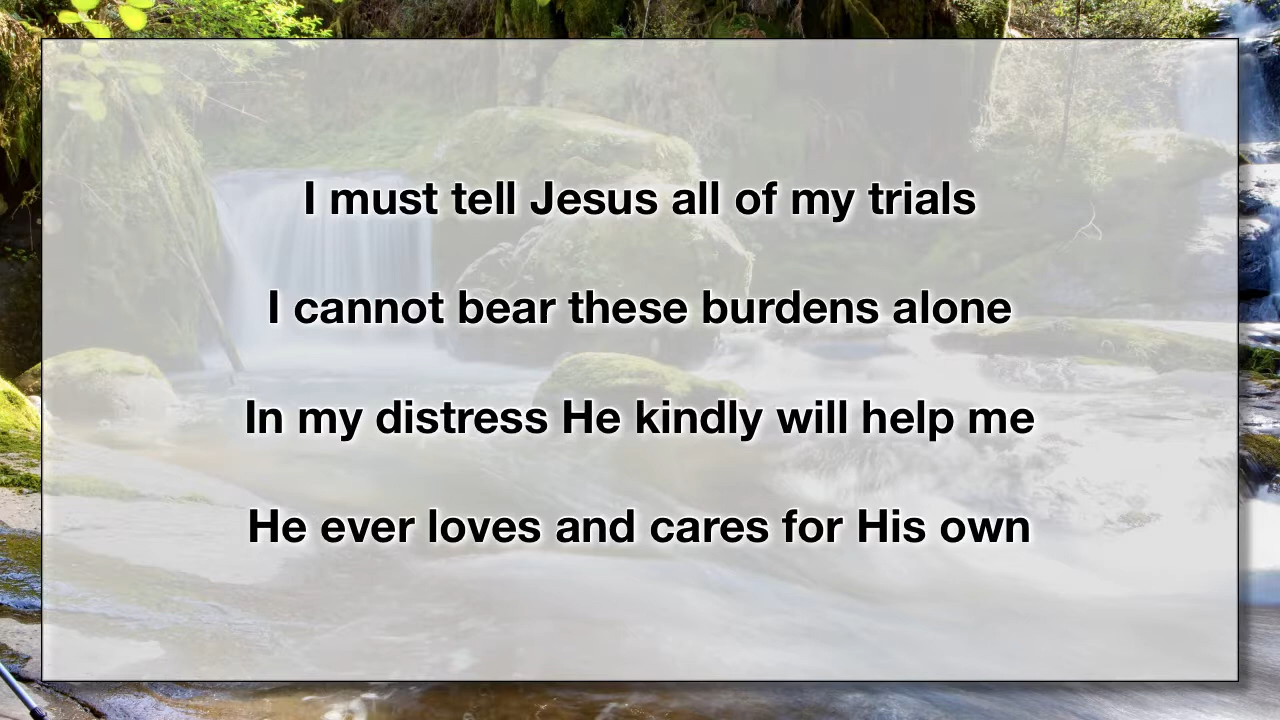 I must tell Jesus all of my trials
I cannot bear these burdens alone
In my distress He kindly will help me
He ever loves and cares for His own